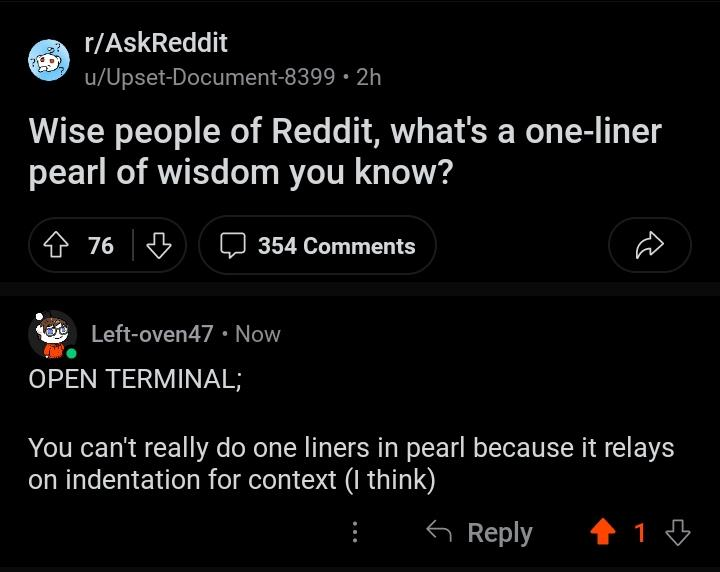 r/AskReddit
u/Upset-Document-8399 • 2h
Wise people of Reddit, what's a one-liner
pearl of wisdom you know?
76
354 Comments
Left-oven47 • Now
OPEN TERMINAL;
You can't really do one liners in pearl because it relays
on indentation for context (I think)
Reply
1